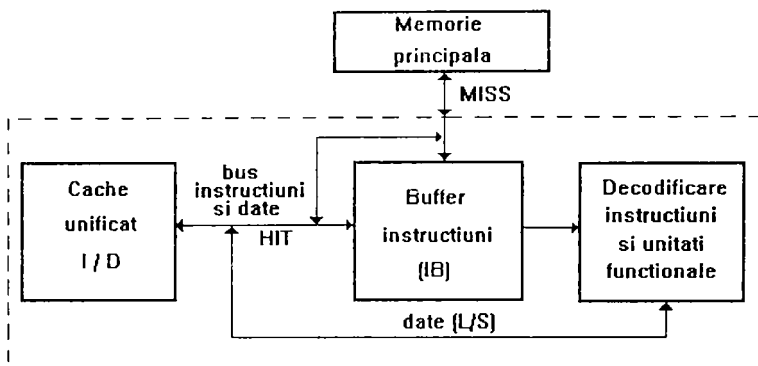 Memorie
principala
MISS
Cache
unificat
I / D
bus
instructiuni
si date
HIT
Buffer
instructiuni
(IB)
Decodificare
instructiuni
si unitati
functionale
date (L/S)